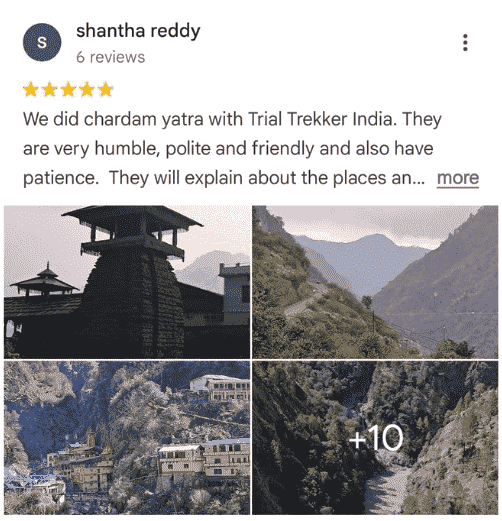 S
shantha reddy
6 reviews
We did chardam yatra with Trial Trekker India. They
are very humble, polite and friendly and also have
patience.  They will explain about the places an... more
+10